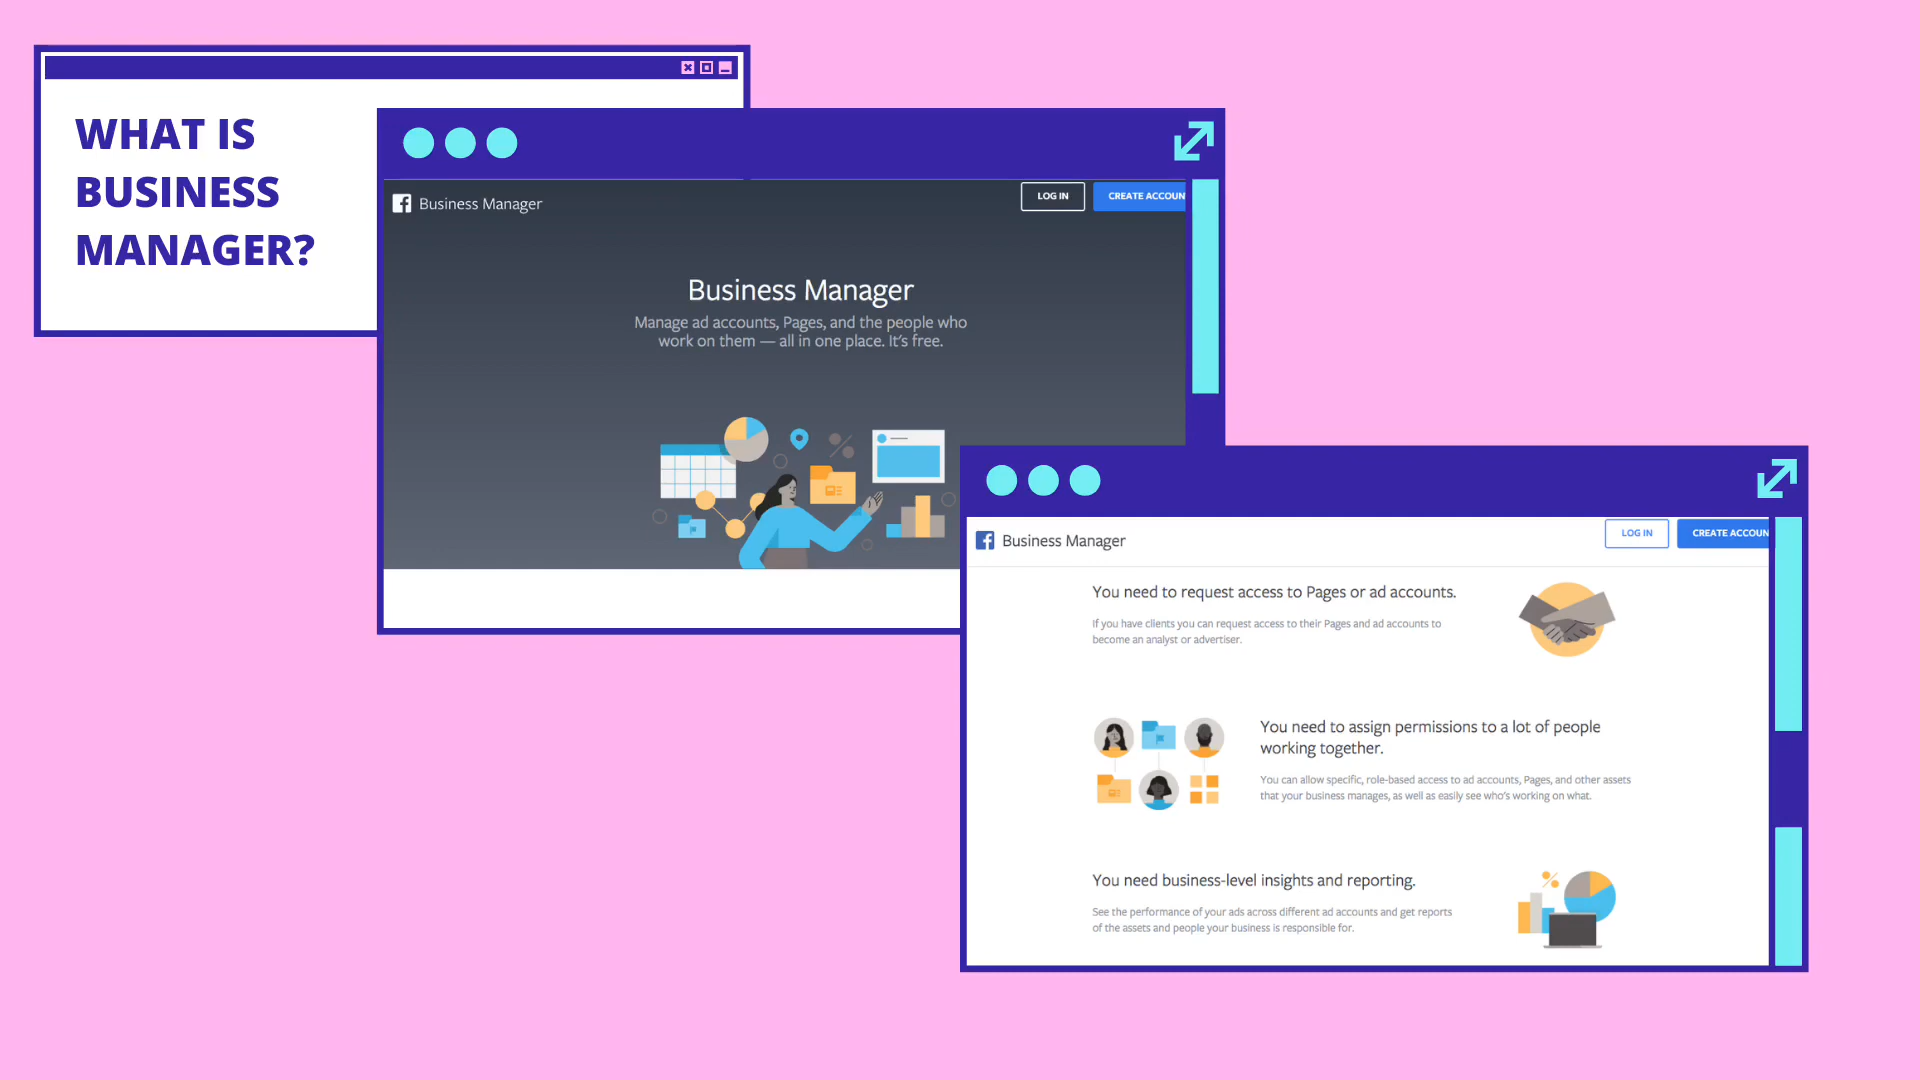 WHAT IS
BUSINESS
MANAGER?
Business Manager
LOG IN
CREATE ACCOUN
Business Manager
Manage ad accounts, Pages, and the people who
work on them — all in one place. It's free.
Business Manager
LOG IN
CREATE ACCOUN
You need to request access to Pages or ad accounts.
If you have clients you can request access to their Pages and ad accounts to
become an analyst or advertiser.
You need to assign permissions to a lot of people
working together.
You can allow specific, role-based access to ad accounts, Pages, and other assets
that your business manages, as well as easily see who's working on what.
You need business-level insights and reporting.
See the performance of your ads across different ad accounts and get reports
of the assets and people your business is responsible for.